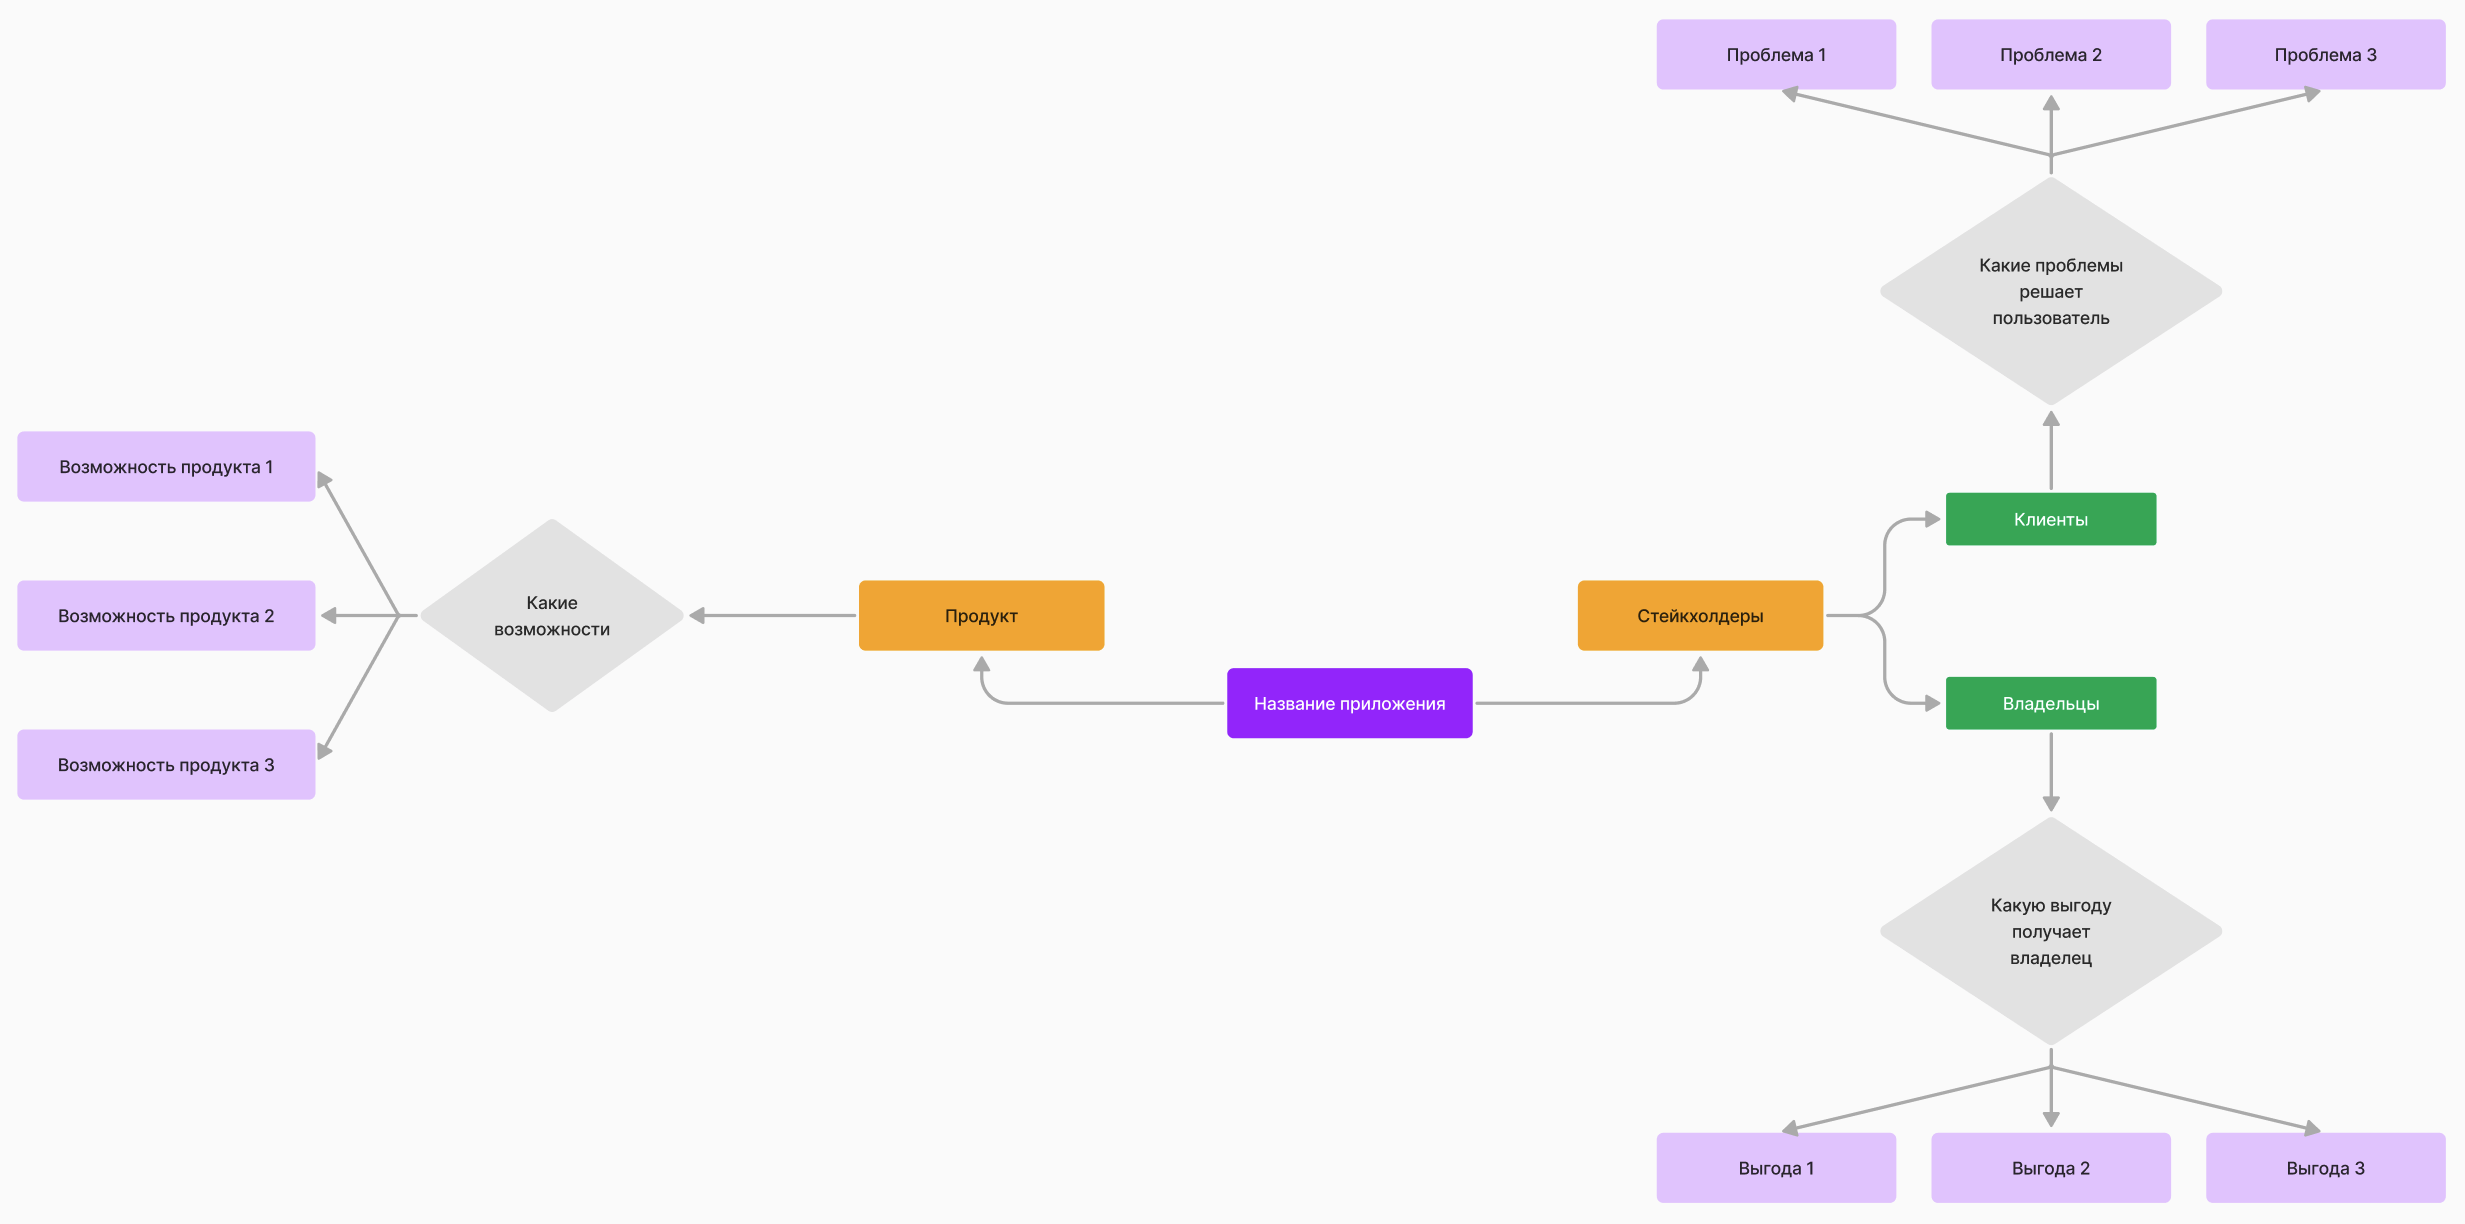 Проблема 1
Проблема 2
Проблема 3
Какие проблемы
решает
пользователь
Возможность продукта 1
Клиенты
Какие
возможности
Возможность продукта 2
Продукт
Стейкхолдеры
Название приложения
Владельцы
Возможность продукта 3
Какую выгоду
получает
владелец
Выгода 1
Выгода 2
Выгода 3